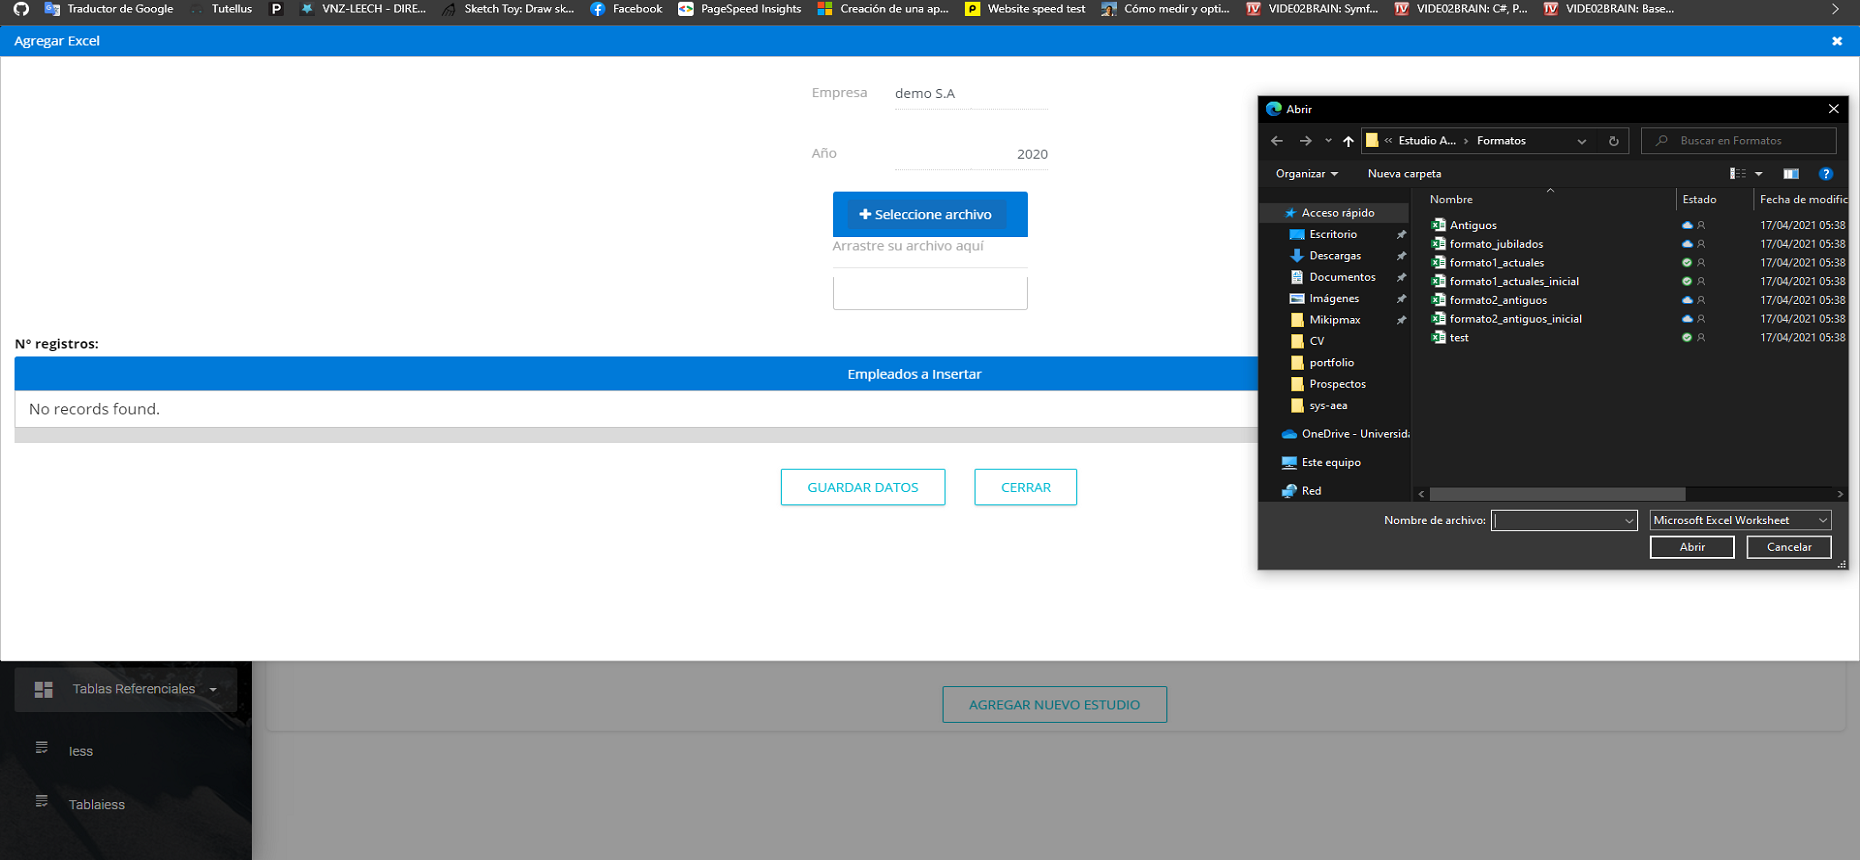 Traductor de Google Tutellus VNZ-LEECH - DIRE... Sketch Toy: Draw sk... Facebook PageSpeed Insights Creación de una ap... Website speed test Cómo medir y opti... VIDE02BRAIN: Symf... VIDE02BRAIN: C#, P... VIDE02BRAIN: Base...
Agregar Excel
Empresa demo S.A
Año 2020
Seleccione archivo
Arrastre su archivo aquí
N° registros:
Empleados a Insertar
No records found.
GUARDAR DATOS CERRAR
Abrir
« Estudio A... › Formatos
Buscar en Formatos
Organizar Nueva carpeta
Nombre Estado Fecha de modific
Acceso rápido
Escritorio
Descargas
Documentos
Imágenes
Mikipmax
CV
portfolio
Prospectos
sys-aea
OneDrive - Universida
Este equipo
Red
Antiguos 17/04/2021 05:38
formato_jubilados 17/04/2021 05:38
formato1_actuales 17/04/2021 05:38
formato1_actuales_inicial 17/04/2021 05:38
formato2_antiguos 17/04/2021 05:38
formato2_antiguos_inicial 17/04/2021 05:38
test 17/04/2021 05:38
Nombre de archivo: Microsoft Excel Worksheet
Abrir Cancelar
Tablas Referenciales
AGREGAR NUEVO ESTUDIO
Iess
Tablaiess